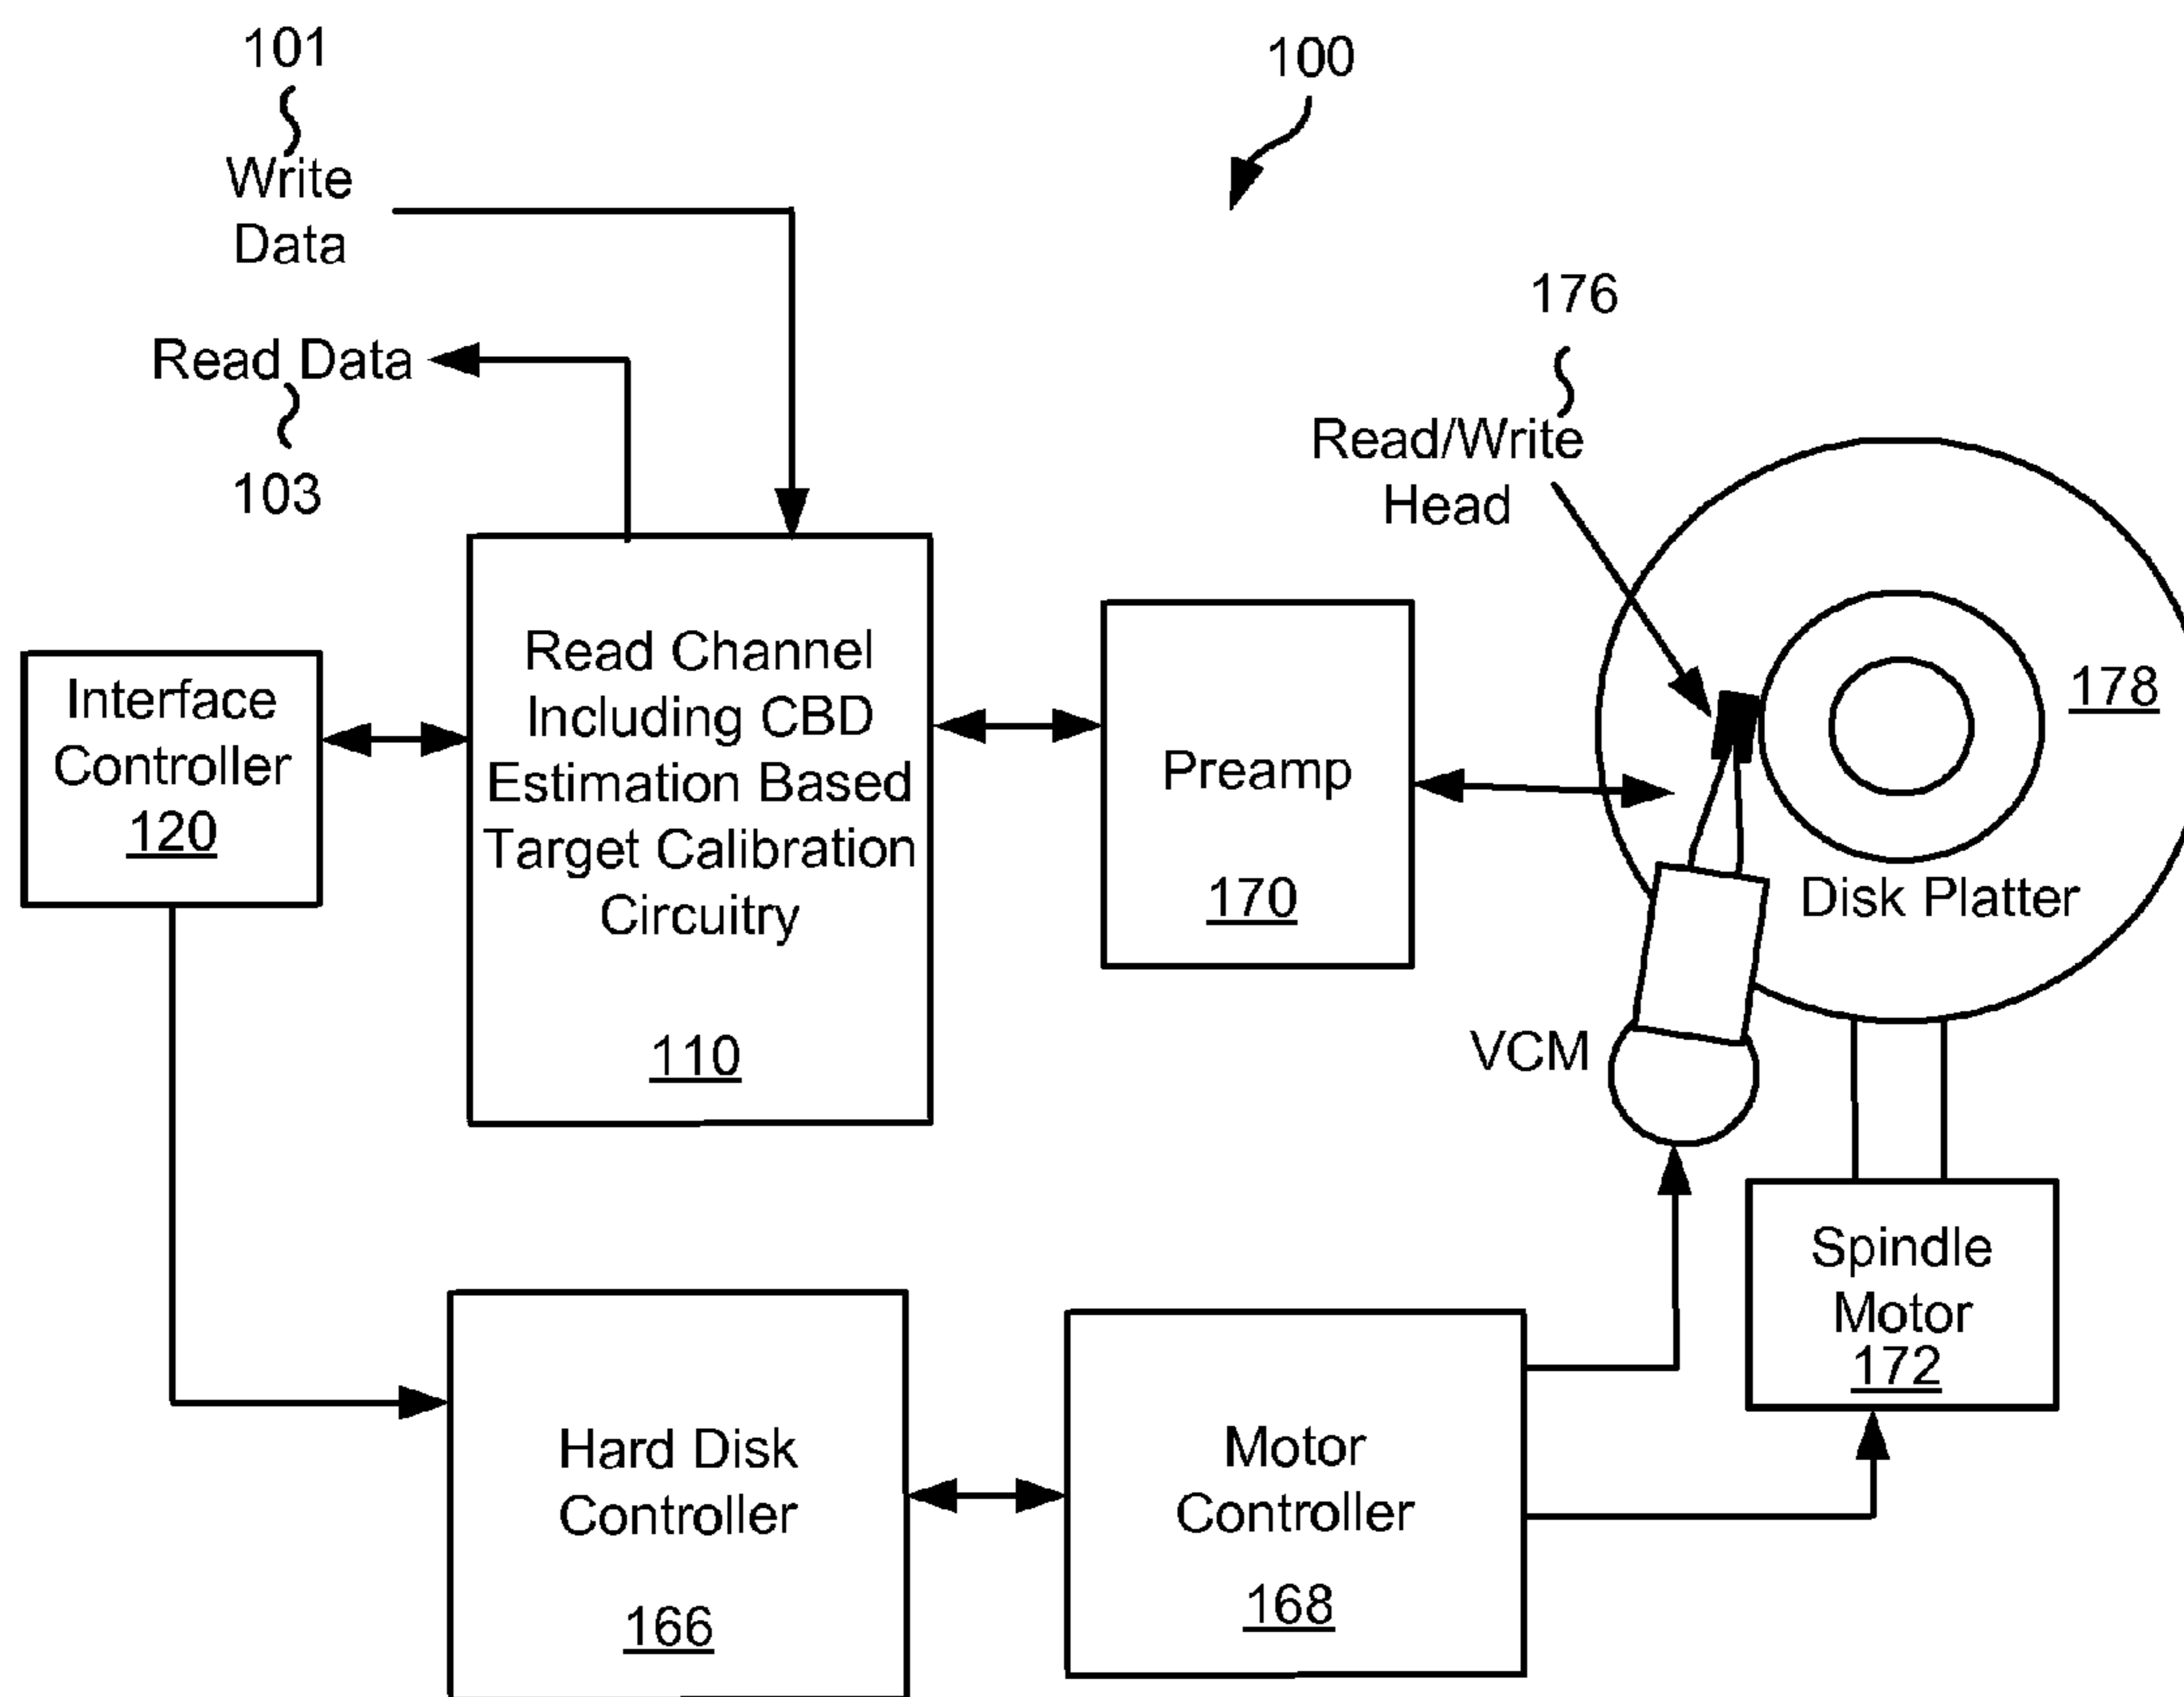 101
Write
Data
100
Read Data
103
176
Read/Write
Head
178
Disk Platter
Interface
Controller
120
Read Channel
Including CBD
Estimation Based
Target Calibration
Circuitry
110
Preamp
170
VCM
Spindle
Motor
172
Hard Disk
Controller
166
Motor
Controller
168